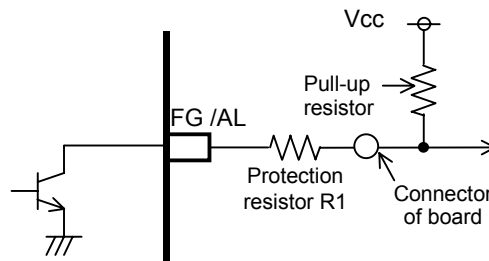 Vcc
Pull-up
resistor
FG /AL
Protection
resistor R1
Connector
of board